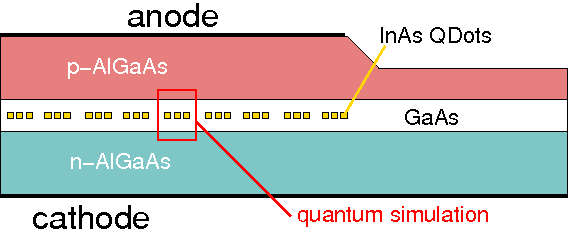 anode
InAs QDots
p−AlGaAs
GaAs
n−AlGaAs
cathode
quantum simulation